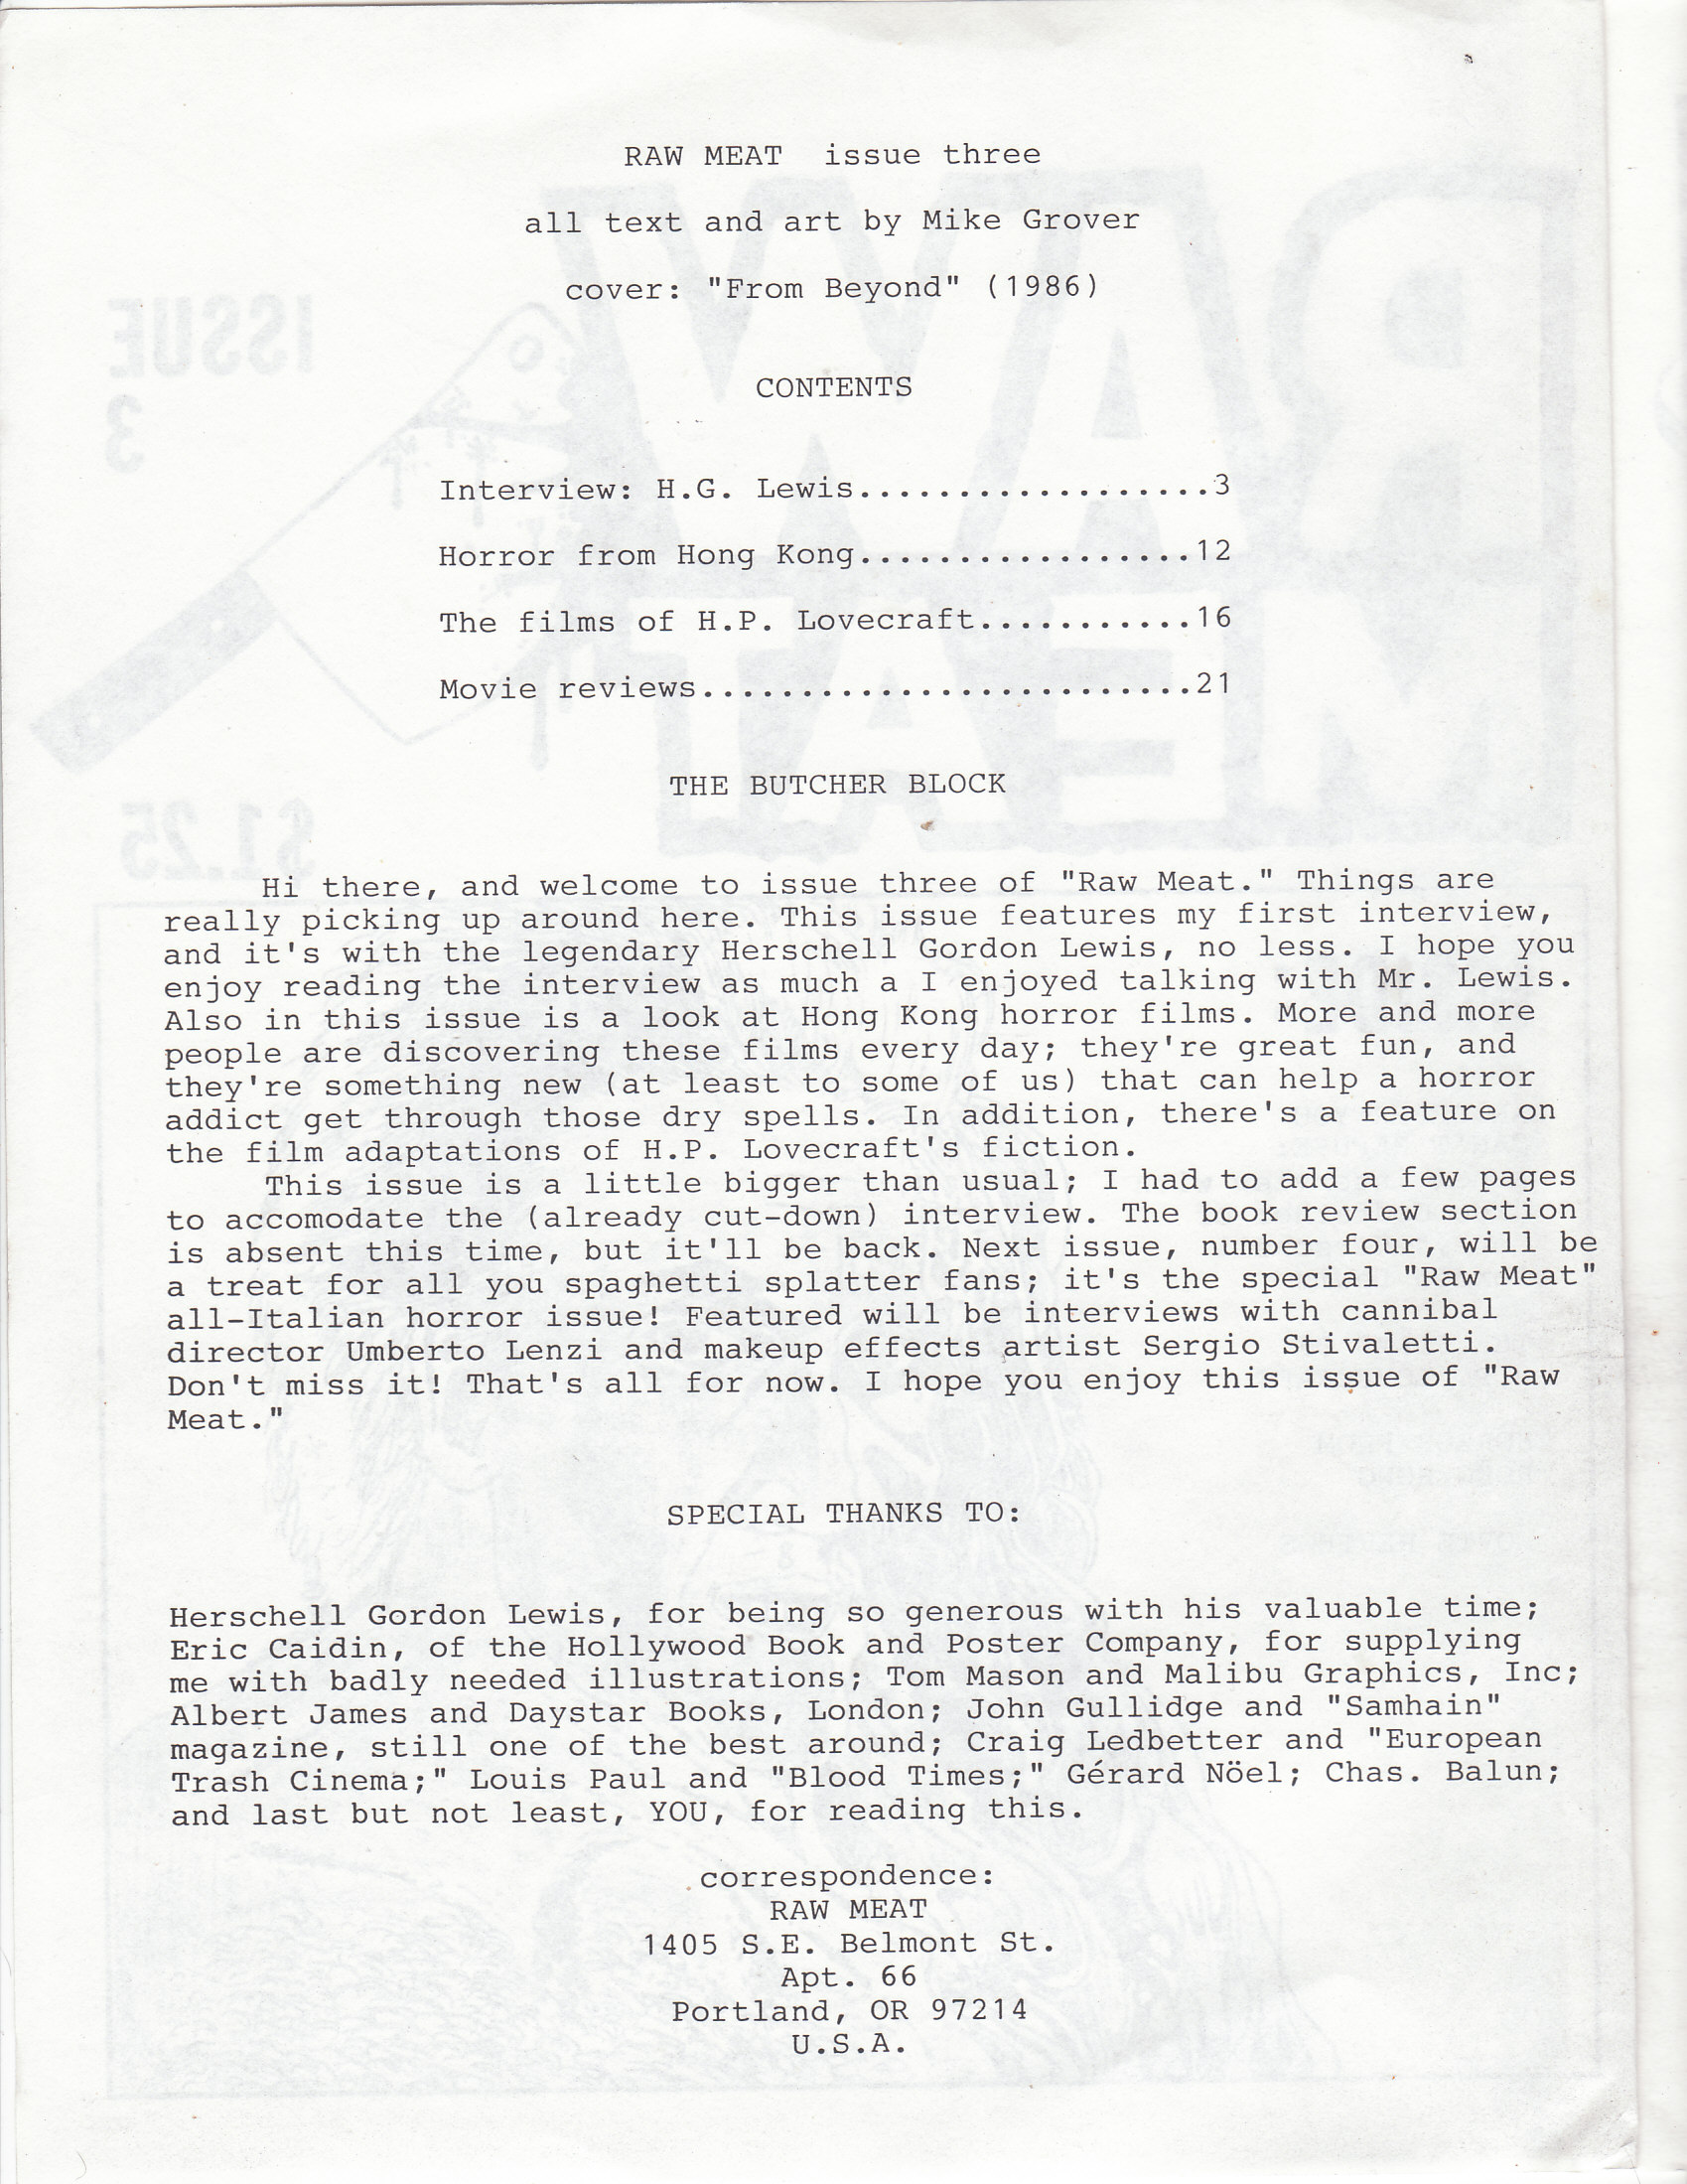 RAW MEAT  issue three
all text and art by Mike Grover
cover: "From Beyond" (1986)
CONTENTS
Interview: H.G. Lewis..................3
Horror from Hong Kong.................12
The films of H.P. Lovecraft...........16
Movie reviews.........................21
THE BUTCHER BLOCK
Hi there, and welcome to issue three of "Raw Meat." Things are
really picking up around here. This issue features my first interview,
and it's with the legendary Herschell Gordon Lewis, no less. I hope you
enjoy reading the interview as much a I enjoyed talking with Mr. Lewis.
Also in this issue is a look at Hong Kong horror films. More and more
people are discovering these films every day; they're great fun, and
they're something new (at least to some of us) that can help a horror
addict get through those dry spells. In addition, there's a feature on
the film adaptations of H.P. Lovecraft's fiction.
This issue is a little bigger than usual; I had to add a few pages
to accomodate the (already cut-down) interview. The book review section
is absent this time, but it'll be back. Next issue, number four, will be
a treat for all you spaghetti splatter fans; it's the special "Raw Meat"
all-Italian horror issue! Featured will be interviews with cannibal
director Umberto Lenzi and makeup effects artist Sergio Stivaletti.
Don't miss it! That's all for now. I hope you enjoy this issue of "Raw
Meat."
SPECIAL THANKS TO:
Herschell Gordon Lewis, for being so generous with his valuable time;
Eric Caidin, of the Hollywood Book and Poster Company, for supplying
me with badly needed illustrations; Tom Mason and Malibu Graphics, Inc;
Albert James and Daystar Books, London; John Gullidge and "Samhain"
magazine, still one of the best around; Craig Ledbetter and "European
Trash Cinema;" Louis Paul and "Blood Times;" Gérard Nöel; Chas. Balun;
and last but not least, YOU, for reading this.
correspondence:
RAW MEAT
1405 S.E. Belmont St.
Apt. 66
Portland, OR 97214
U.S.A.
ISSUE
3
RAW
MEAT
$1.25